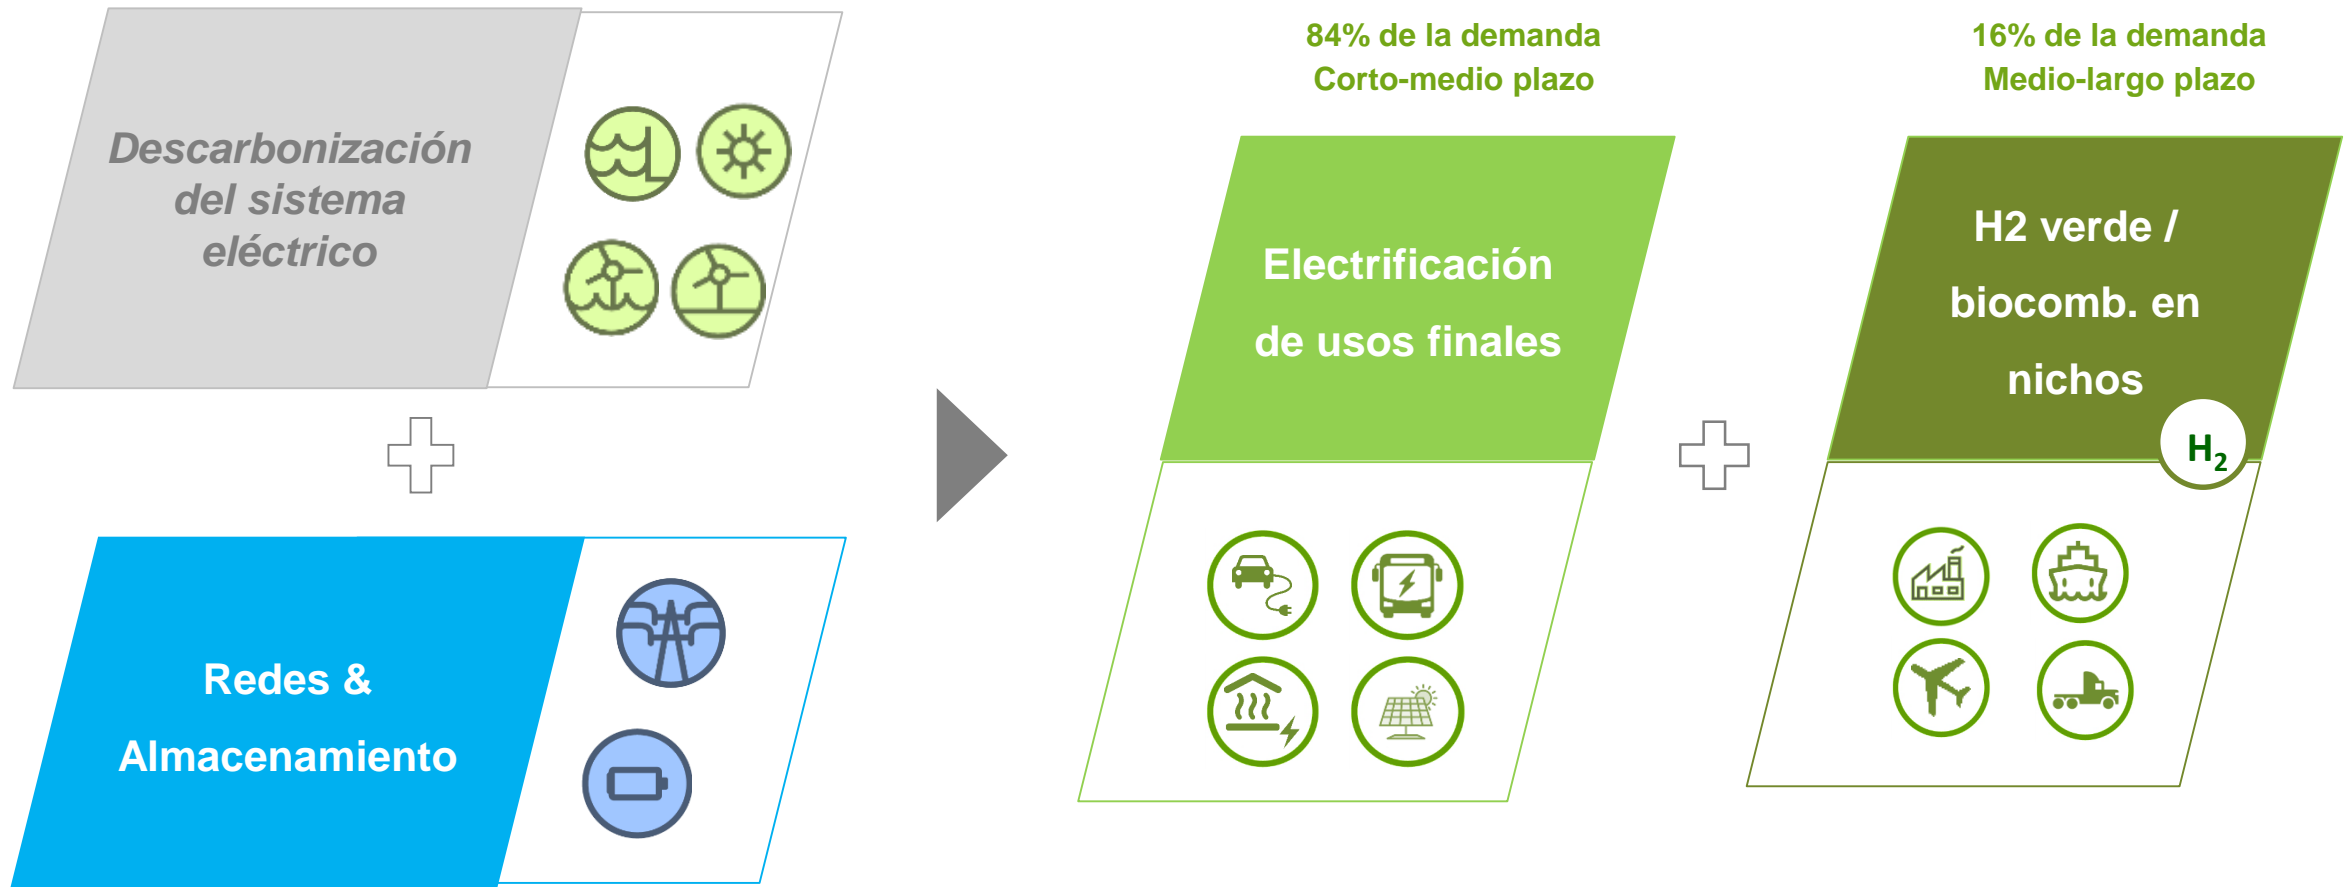 Descarbonización
del sistema
eléctrico
Redes &
Almacenamiento
84% de la demanda
Corto-medio plazo
Electrificación
de usos finales
16% de la demanda
Medio-largo plazo
H2 verde /
biocomb. en
nichos
H₂